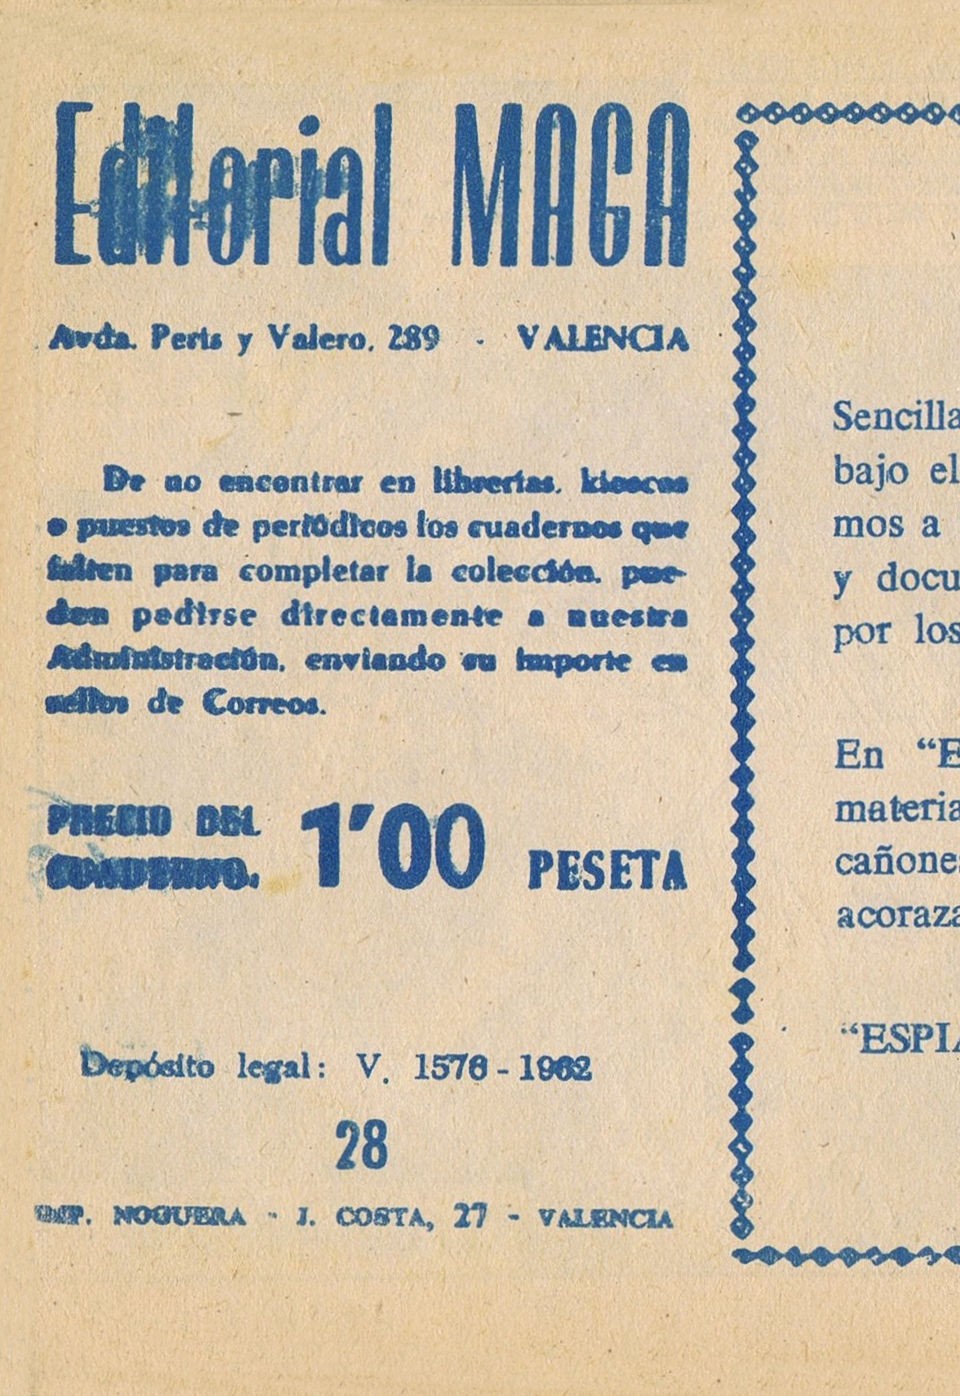 Editorial MAGA
Avda. Peris y Valero, 289 - VALENCIA
De no encontrar en librerías, kioscos
o puestos de periódicos los cuadernos que
falten para completar la colección, pue-
den pedirse directamente a nuestra
Administración, enviando su importe en
sellos de Correos.
PRECIO DEL
CUADERNO. 1'00 PESETA
Depósito legal: V. 1576 - 1962
28
IMP. NOGUERA - J. COSTA, 27 - VALENCIA
Sencilla
bajo el
mos a
y docu
por los
En “E
materia
cañones
acoraza
“ESPIA